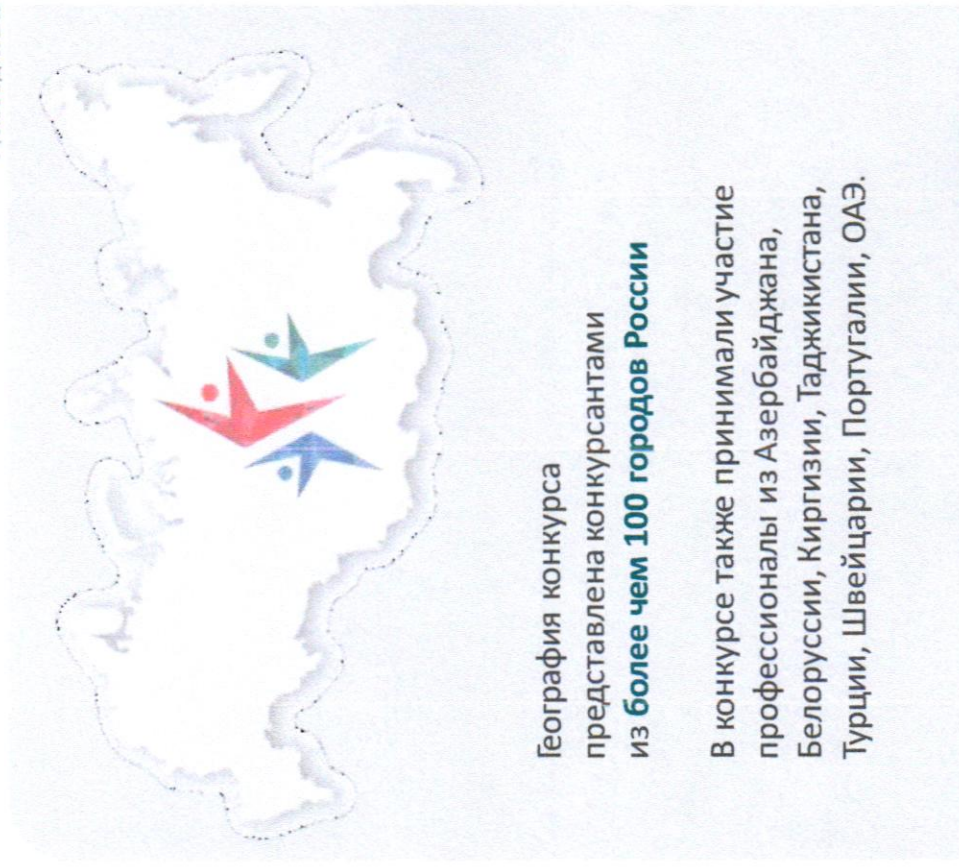 География конкурса
представлена конкурсантами
из более чем 100 городов России
В конкурсе также принимали участие
профессионалы из Азербайджана,
Белоруссии, Киргизии, Таджикистана,
Турции, Швейцарии, Португалии, ОАЭ.